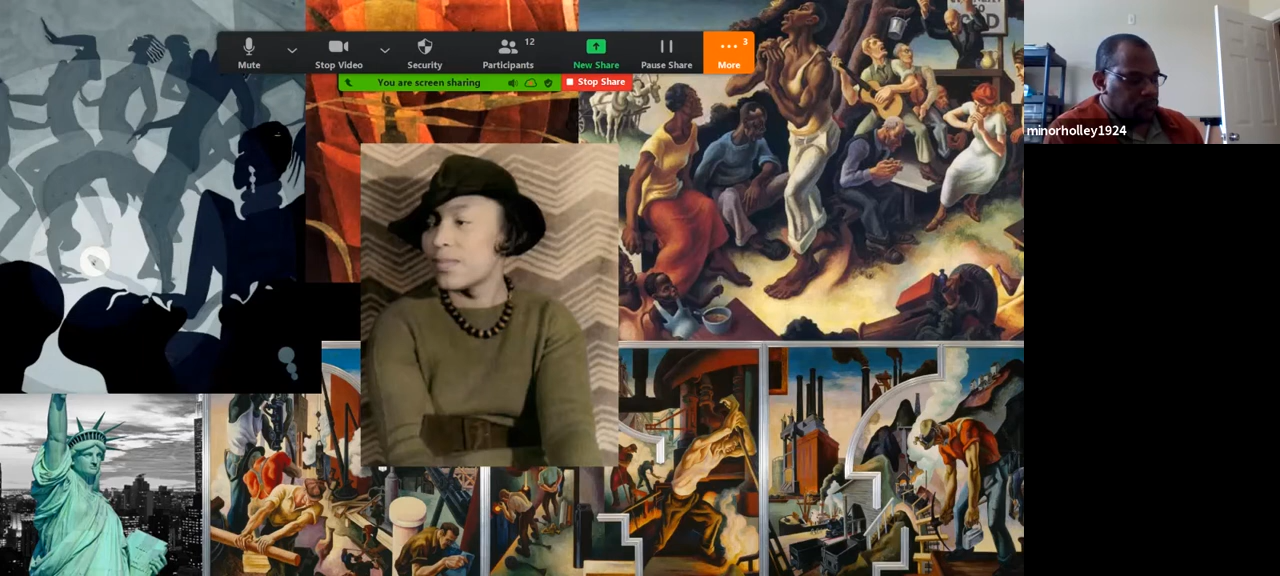 12
3
Mute
Stop Video
Security
Participants
New Share
Pause Share
More
You are screen sharing
Stop Share
minorholley1924